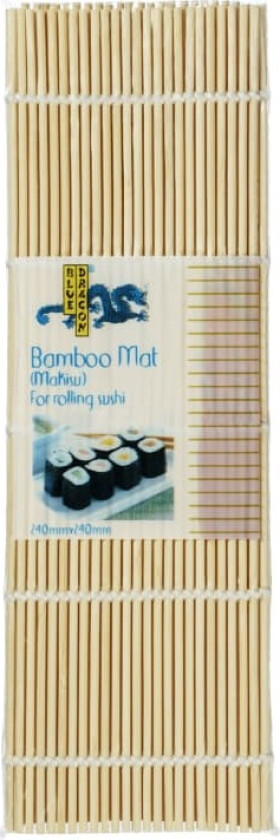 BLUE
DRAGON
Bamboo Mat
(Makisu)
For rolling sushi
240mmx240mm